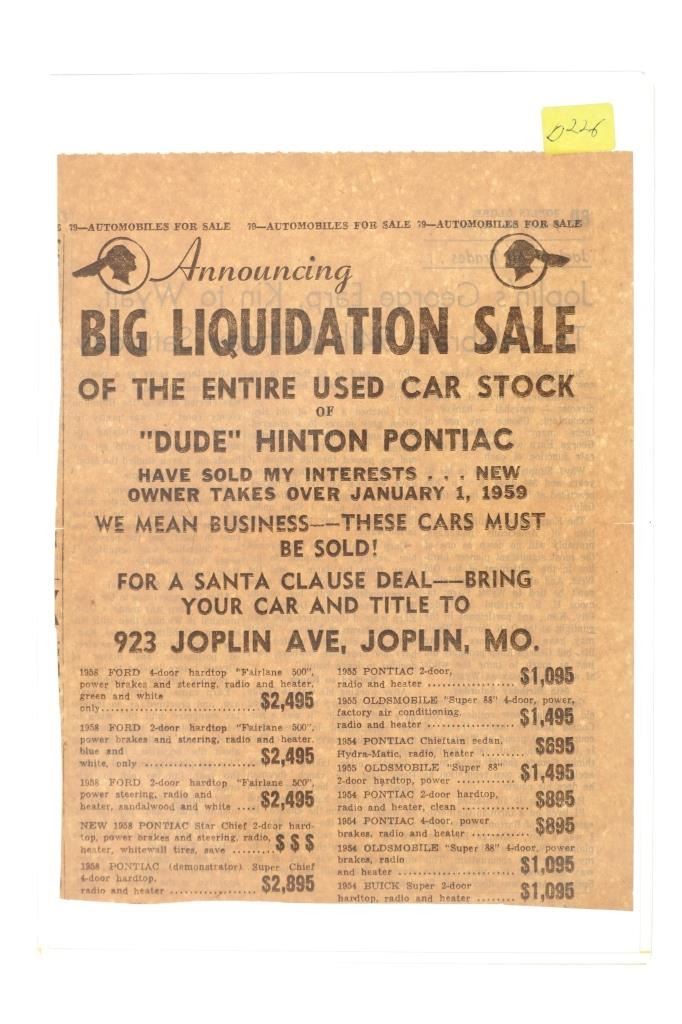 D226
79—AUTOMOBILES FOR SALE 79—AUTOMOBILES FOR SALE 79—AUTOMOBILES FOR SALE
Announcing
BIG LIQUIDATION SALE
OF THE ENTIRE USED CAR STOCK
OF
"DUDE" HINTON PONTIAC
HAVE SOLD MY INTERESTS . . . NEW
OWNER TAKES OVER JANUARY 1, 1959
WE MEAN BUSINESS—–THESE CARS MUST
BE SOLD!
FOR A SANTA CLAUSE DEAL—–BRING
YOUR CAR AND TITLE TO
923 JOPLIN AVE, JOPLIN, MO.
1958 FORD 4-door hardtop "Fairlane 500",
power brakes and steering, radio and heater,
green and white
only.............................. $2,495
1958 FORD 2-door hardtop "Fairlane 500",
power brakes and steering, radio and heater,
blue and
white, only ..................... $2,495
1958 FORD 2-door hardtop "Fairlane 500",
power steering, radio and
heater, sandalwood and white .... $2,495
NEW 1958 PONTIAC Star Chief 2-door hard-
top, power brakes and steering, radio,
heater, whitewall tires, save ........ $ $ $
1958 PONTIAC (demonstrator) Super Chief
4-door hardtop,
radio and heater ................ $2,895
1955 PONTIAC 2-door,
radio and heater ................ $1,095
1955 OLDSMOBILE "Super 88" 4-door, power,
factory air conditioning,
radio and heater ................ $1,495
1954 PONTIAC Chieftain sedan,
Hydra-Matic, radio, heater ........ $695
1955 OLDSMOBILE "Super 88"
2-door hardtop, power ........... $1,495
1954 PONTIAC 2-door hardtop,
radio and heater, clean ............. $895
1954 PONTIAC 4-door, power
brakes, radio and heater ........... $895
1954 OLDSMOBILE "Super 88" 4-door, power
brakes, radio
and heater ...................... $1,095
1954 BUICK Super 2-door
hardtop, radio and heater ........ $1,095